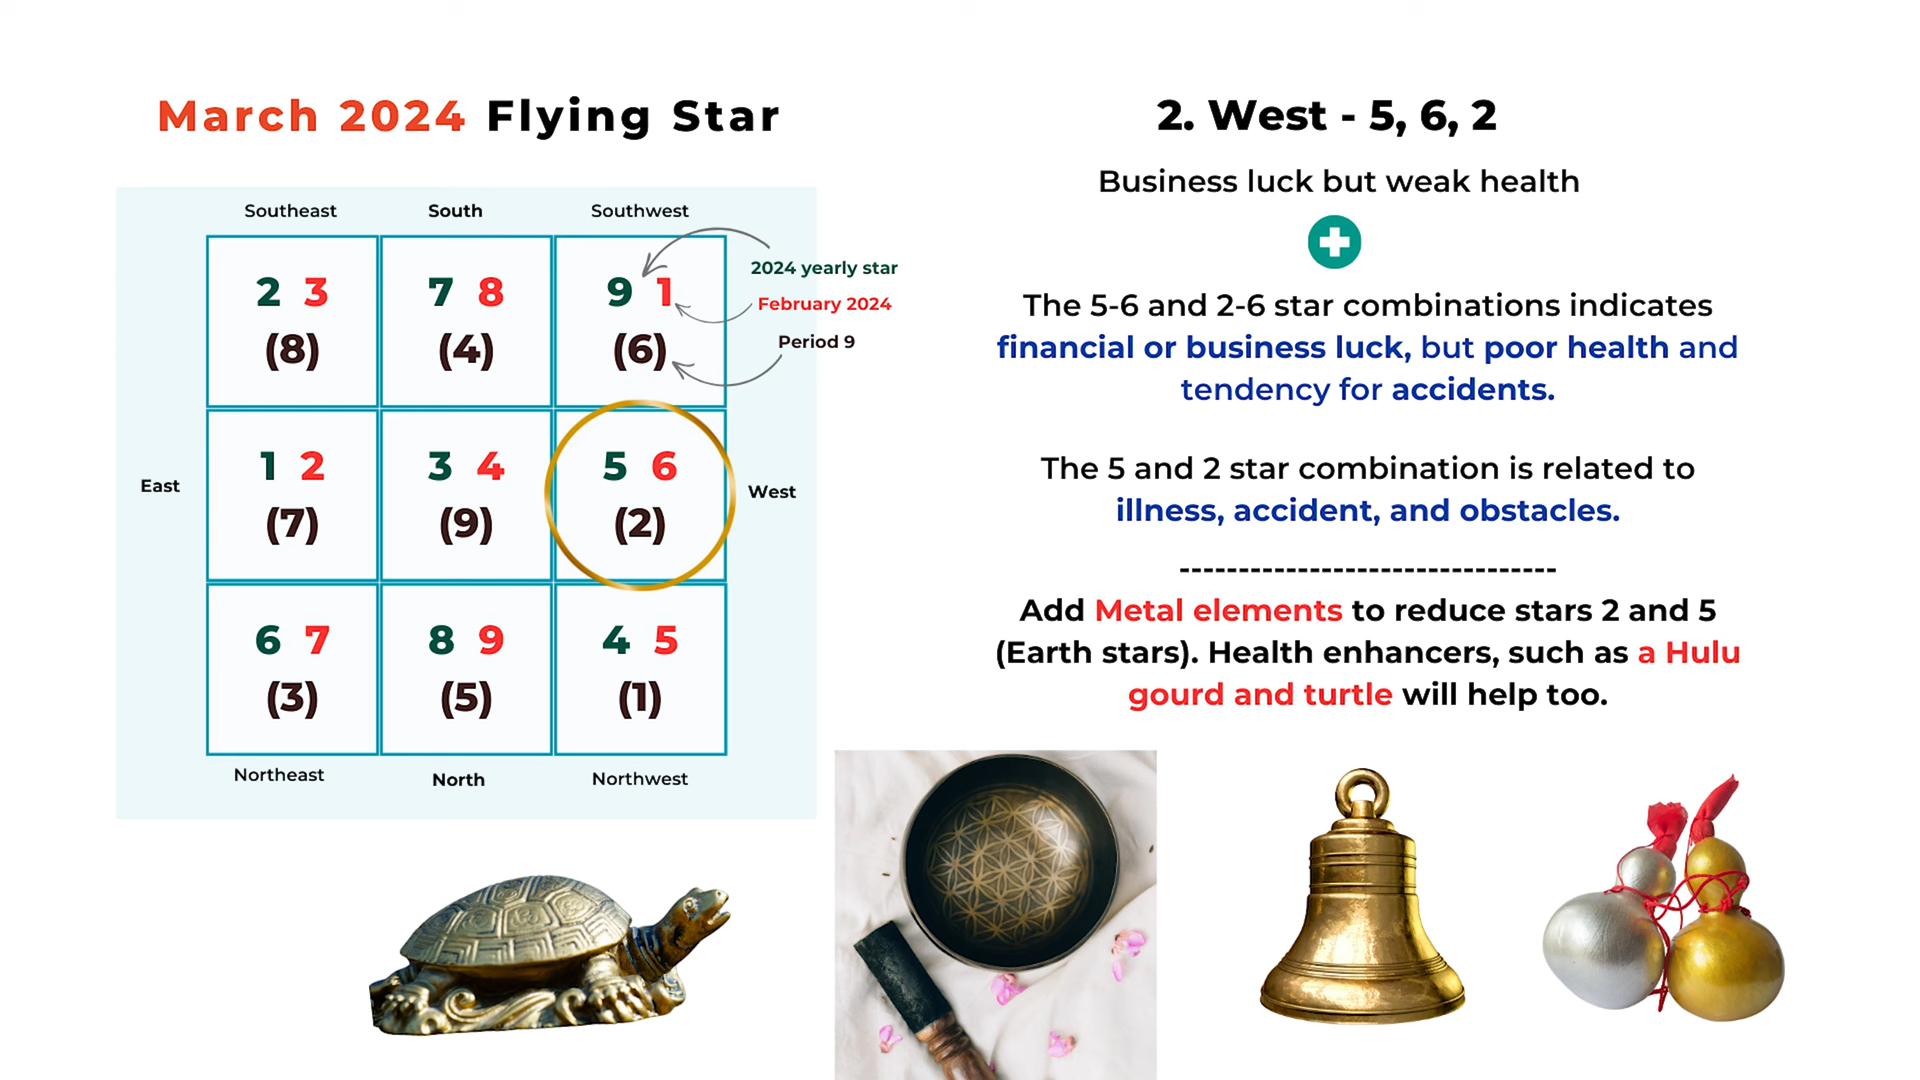 March 2024 Flying Star
Southeast South Southwest
2 3 7 8 9 1
(8) (4) (6)
2024 yearly star
February 2024
Period 9
East
1 2 3 4 5 6
(7) (9) (2)
West
6 7 8 9 4 5
(3) (5) (1)
Northeast North Northwest
2. West - 5, 6, 2
Business luck but weak health
The 5-6 and 2-6 star combinations indicates
financial or business luck, but poor health and
tendency for accidents.
The 5 and 2 star combination is related to
illness, accident, and obstacles.
--------------------------------
Add Metal elements to reduce stars 2 and 5
(Earth stars). Health enhancers, such as a Hulu
gourd and turtle will help too.